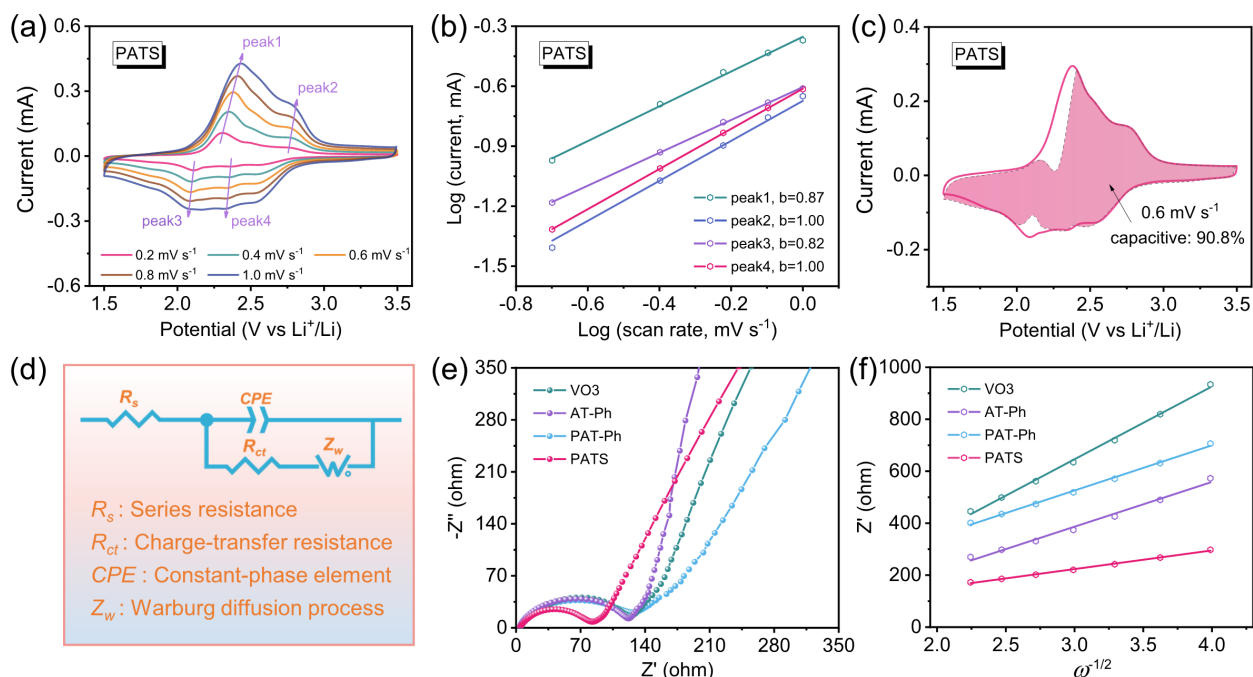 (a)
PATS
peak1
peak2
peak3
peak4
0.2 mV s⁻¹
0.4 mV s⁻¹
0.6 mV s⁻¹
0.8 mV s⁻¹
1.0 mV s⁻¹
0.6
0.3
0.0
-0.3
-0.6
Current (mA)
1.5
2.0
2.5
3.0
3.5
Potential (V vs Li⁺/Li)
(b)
PATS
-0.3
-0.6
-0.9
-1.2
-1.5
Log (current, mA)
peak1, b=0.87
peak2, b=1.00
peak3, b=0.82
peak4, b=1.00
-0.8
-0.6
-0.4
-0.2
0.0
Log (scan rate, mV s⁻¹)
(c)
PATS
0.4
0.2
0.0
-0.2
Current (mA)
0.6 mV s⁻¹
capacitive: 90.8%
1.5
2.0
2.5
3.0
3.5
Potential (V vs Li⁺/Li)
(d)
Rs
CPE
Rct
Zw
Rs : Series resistance
Rct : Charge-transfer resistance
CPE : Constant-phase element
Zw : Warburg diffusion process
(e)
350
280
210
140
70
0
-Z'' (ohm)
VO3
AT-Ph
PAT-Ph
PATS
0
70
140
210
280
350
Z' (ohm)
(f)
1000
800
600
400
200
0
Z' (ohm)
VO3
AT-Ph
PAT-Ph
PATS
2.0
2.5
3.0
3.5
4.0
ω⁻¹/²